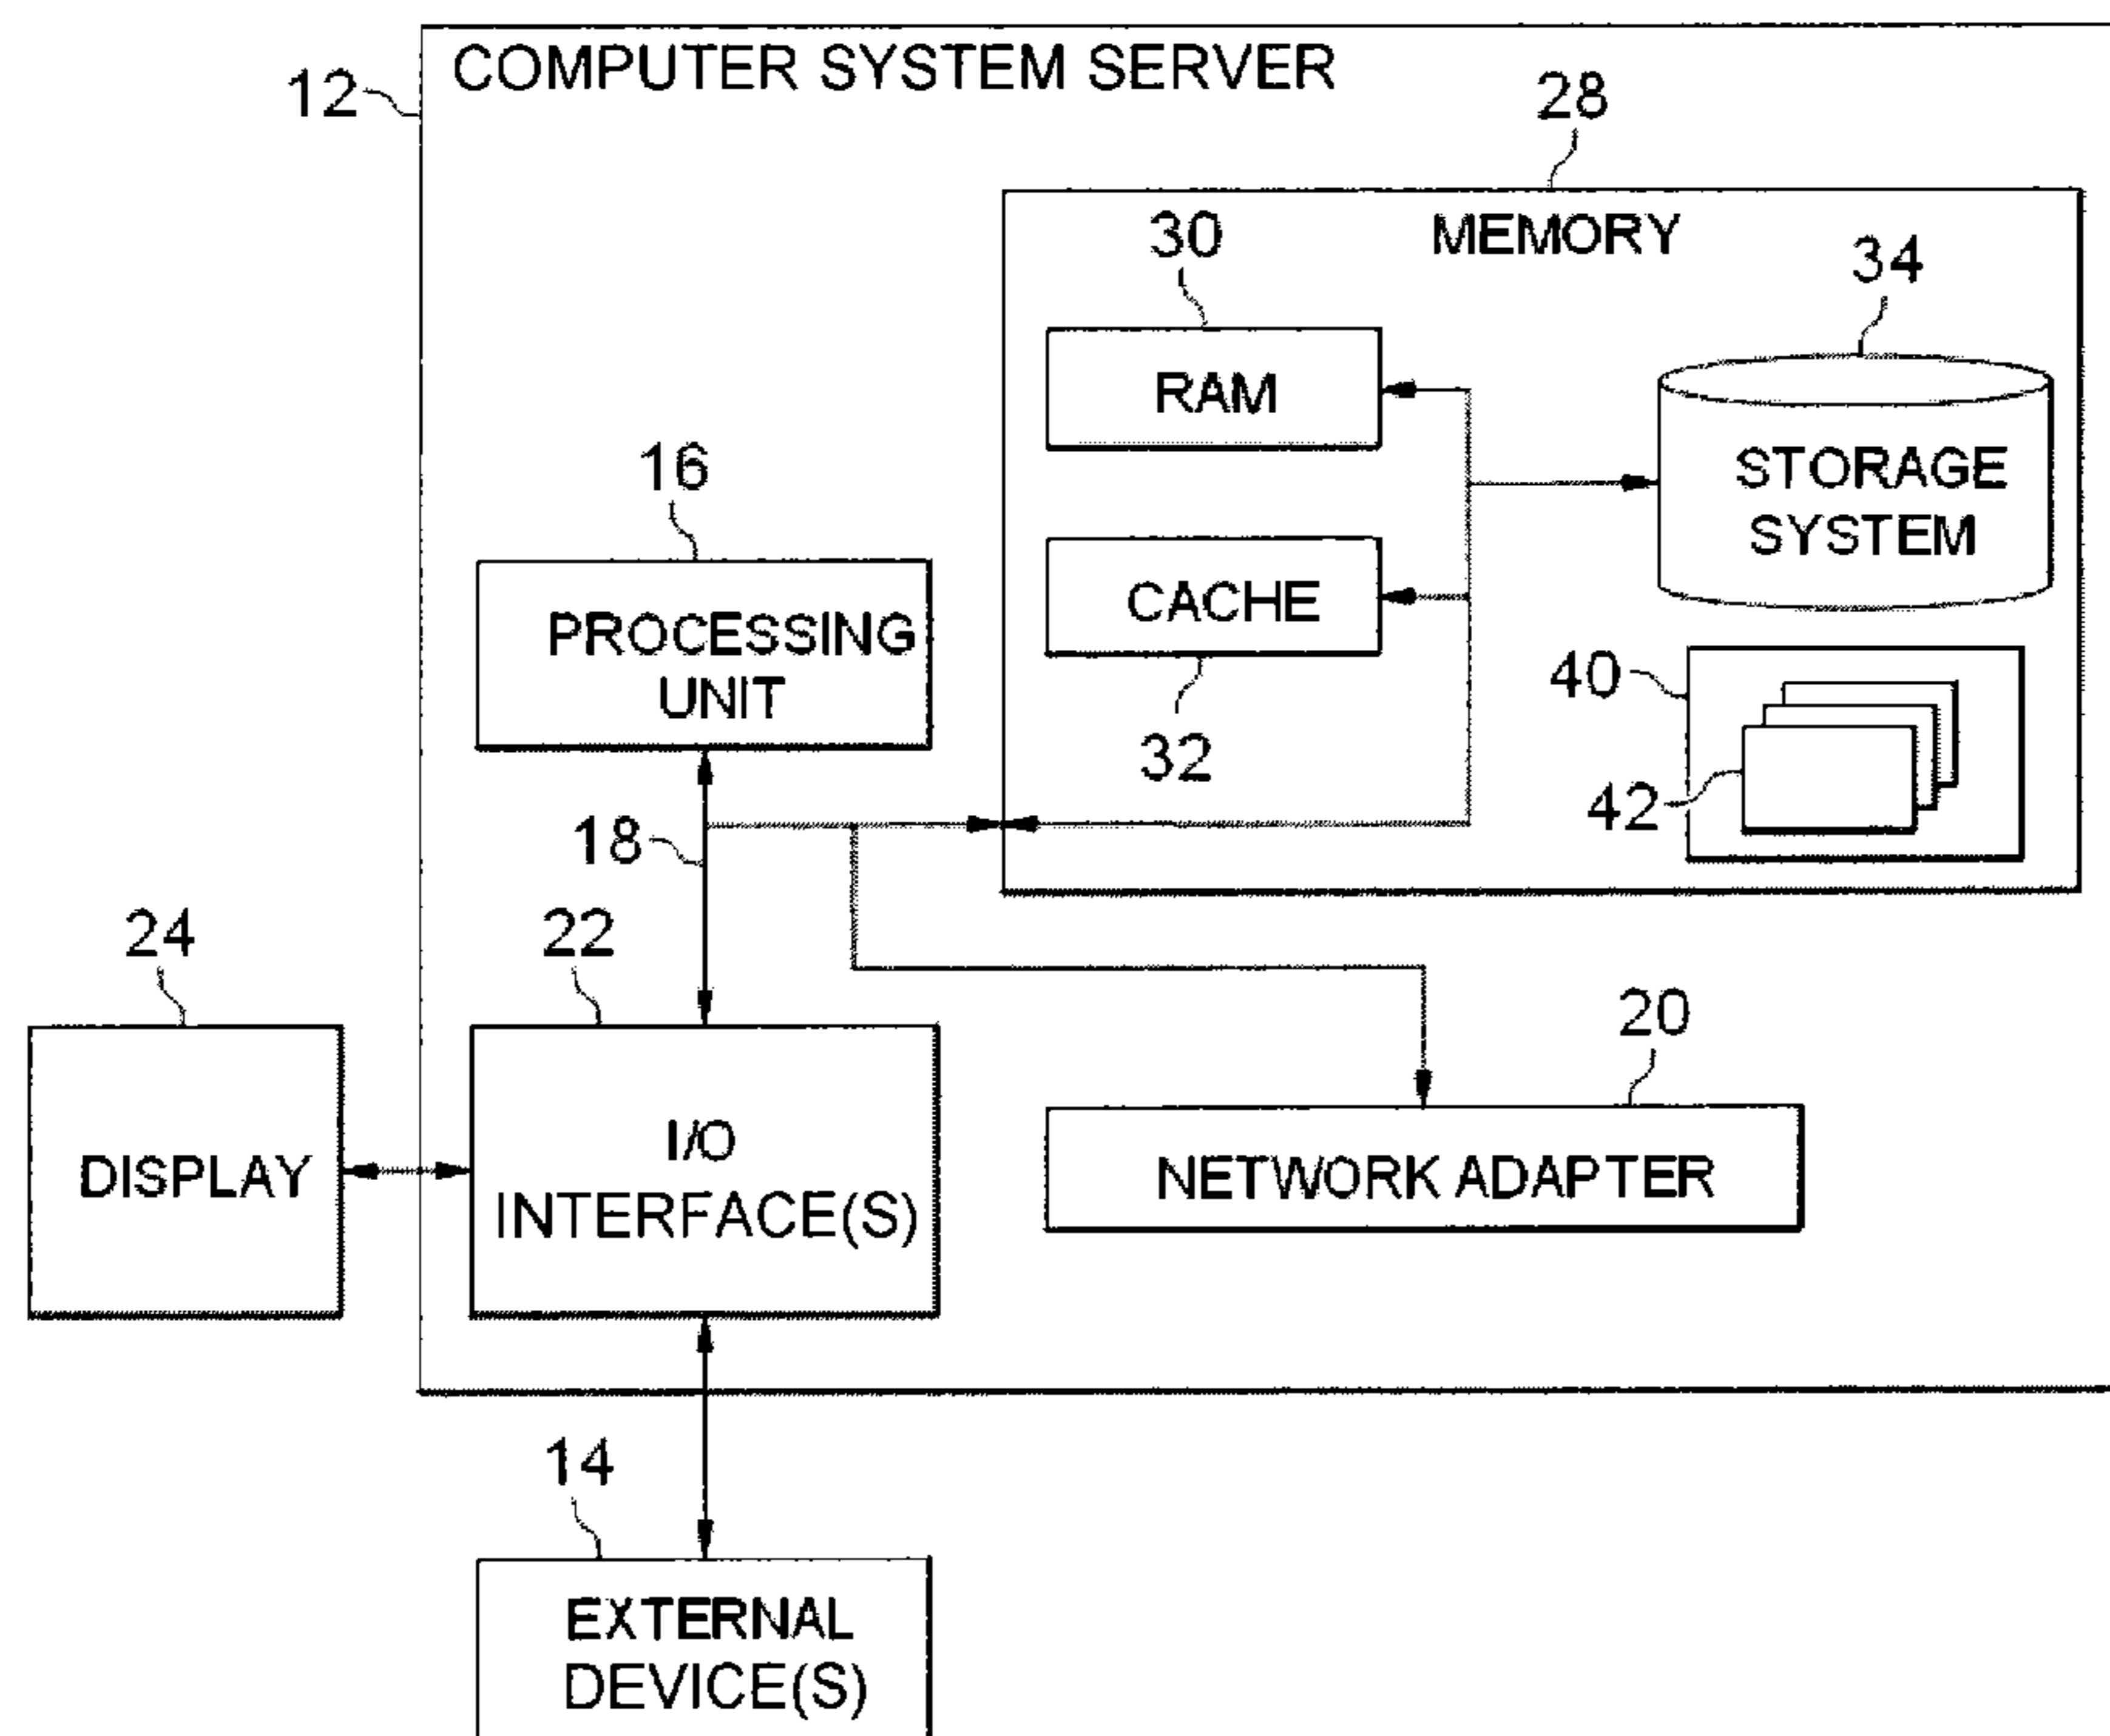 COMPUTER SYSTEM SERVER
12
28
MEMORY
30
34
RAM
STORAGE
SYSTEM
16
PROCESSING
UNIT
CACHE
32
40
42
18
24
22
20
DISPLAY
I/O
INTERFACE(S)
NETWORK ADAPTER
14
EXTERNAL
DEVICE(S)